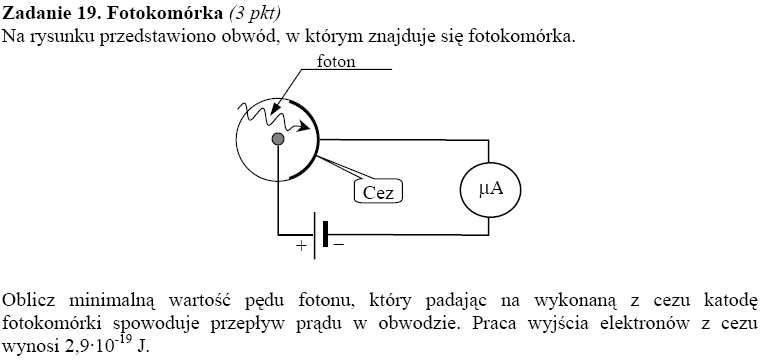 Zadanie 19. Fotokomórka (3 pkt)
Na rysunku przedstawiono obwód, w którym znajduje się fotokomórka.
foton
Cez
μA
+
−
Oblicz minimalną wartość pędu fotonu, który padając na wykonaną z cezu katodę
fotokomórki spowoduje przepływ prądu w obwodzie. Praca wyjścia elektronów z cezu
wynosi 2,9·10⁻¹⁹ J.